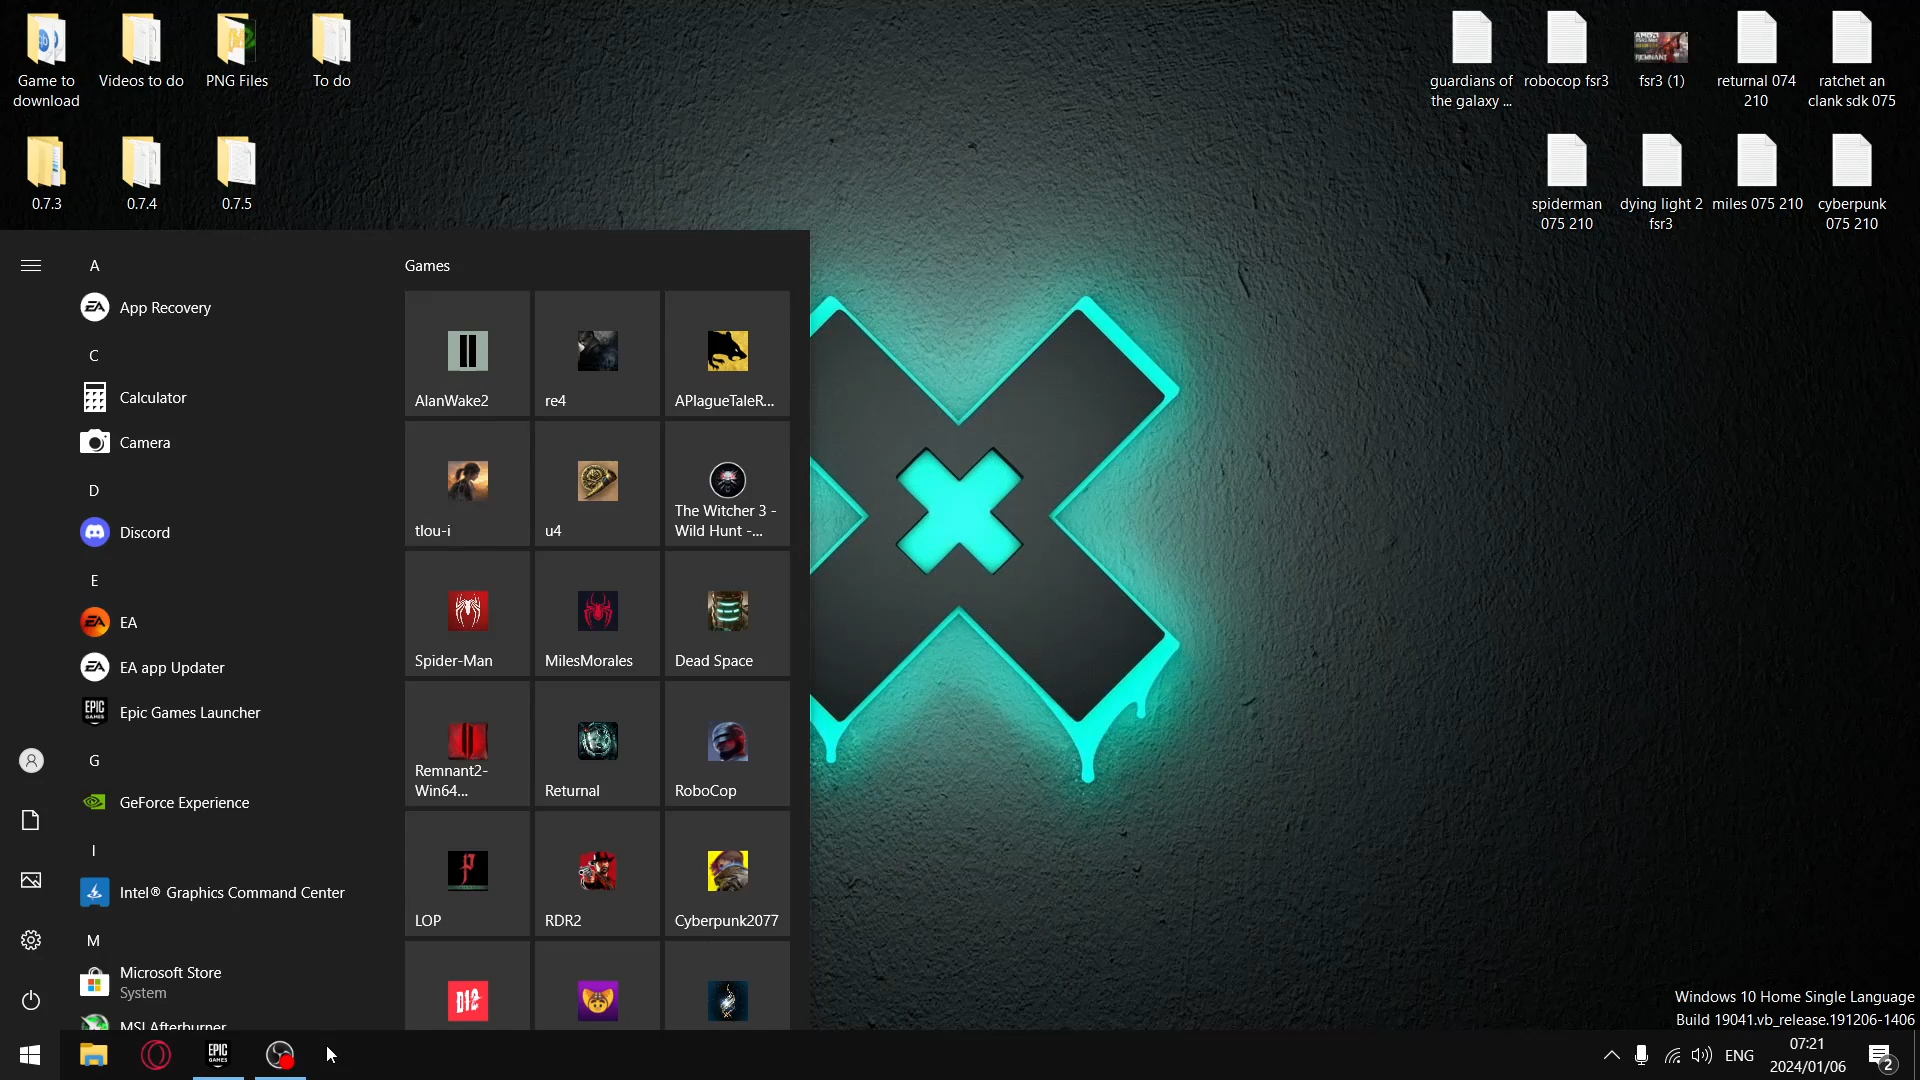 Game to
download
Videos to do
PNG Files
To do
guardians of
the galaxy ...
robocop fsr3
fsr3 (1)
returnal 074
210
ratchet an
clank sdk 075
0.7.3
0.7.4
0.7.5
spiderman
075 210
dying light 2
fsr3
miles 075 210
cyberpunk
075 210
A
App Recovery
C
Calculator
Camera
D
Discord
E
EA
EA app Updater
Epic Games Launcher
G
GeForce Experience
I
Intel® Graphics Command Center
M
Microsoft Store
System
MSI Afterburner
Games
AlanWake2
re4
APlagueTaleR...
tlou-i
u4
The Witcher 3 -
Wild Hunt -...
Spider-Man
MilesMorales
Dead Space
Remnant2-
Win64...
Returnal
RoboCop
LOP
RDR2
Cyberpunk2077
Windows 10 Home Single Language
Build 19041.vb_release.191206-1406
ENG
07:21
2024/01/06
2